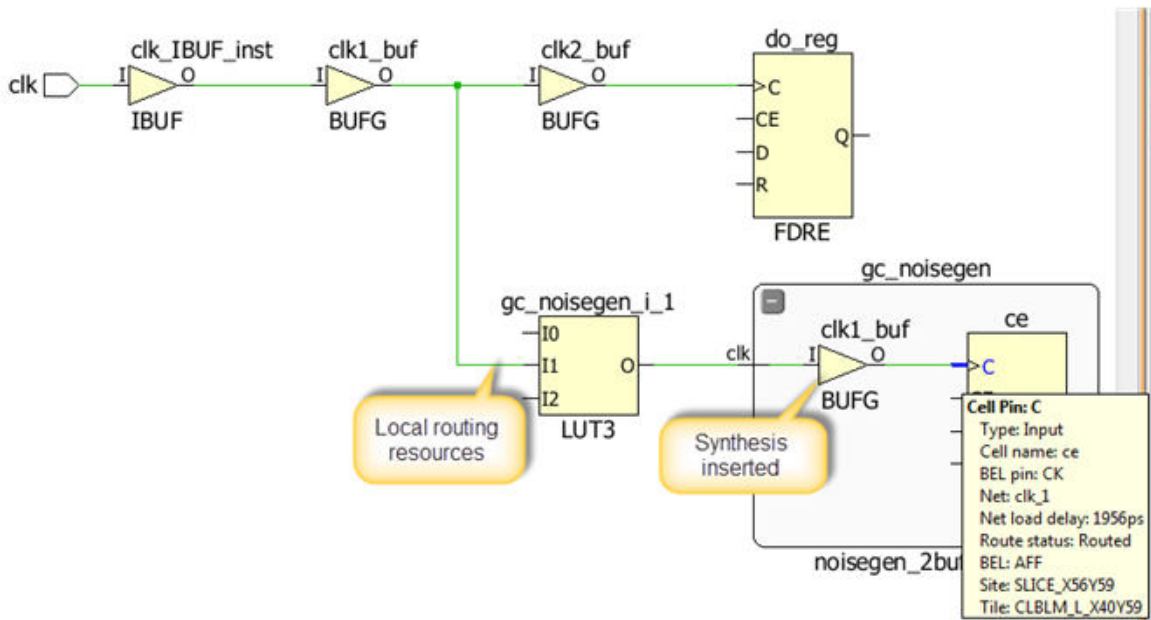 do_reg
clk_IBUF_inst
clk1_buf
clk2_buf
clk
I
O
I
O
I
O
C
IBUF
BUFG
BUFG
CE
Q
D
R
FDRE
gc_noisegen
gc_noisegen_i_1
ce
clk1_buf
I0
clk
I
O
I1
O
C
BUFG
I2
Local routing
resources
LUT3
Synthesis
inserted
Cell Pin: C
Type: Input
Cell name: ce
BEL pin: CK
Net: clk_1
Net load delay: 1956ps
Route status: Routed
BEL: AFF
Site: SLICE_X56Y59
Tile: CLBLM_L_X40Y59
noisegen_2buf